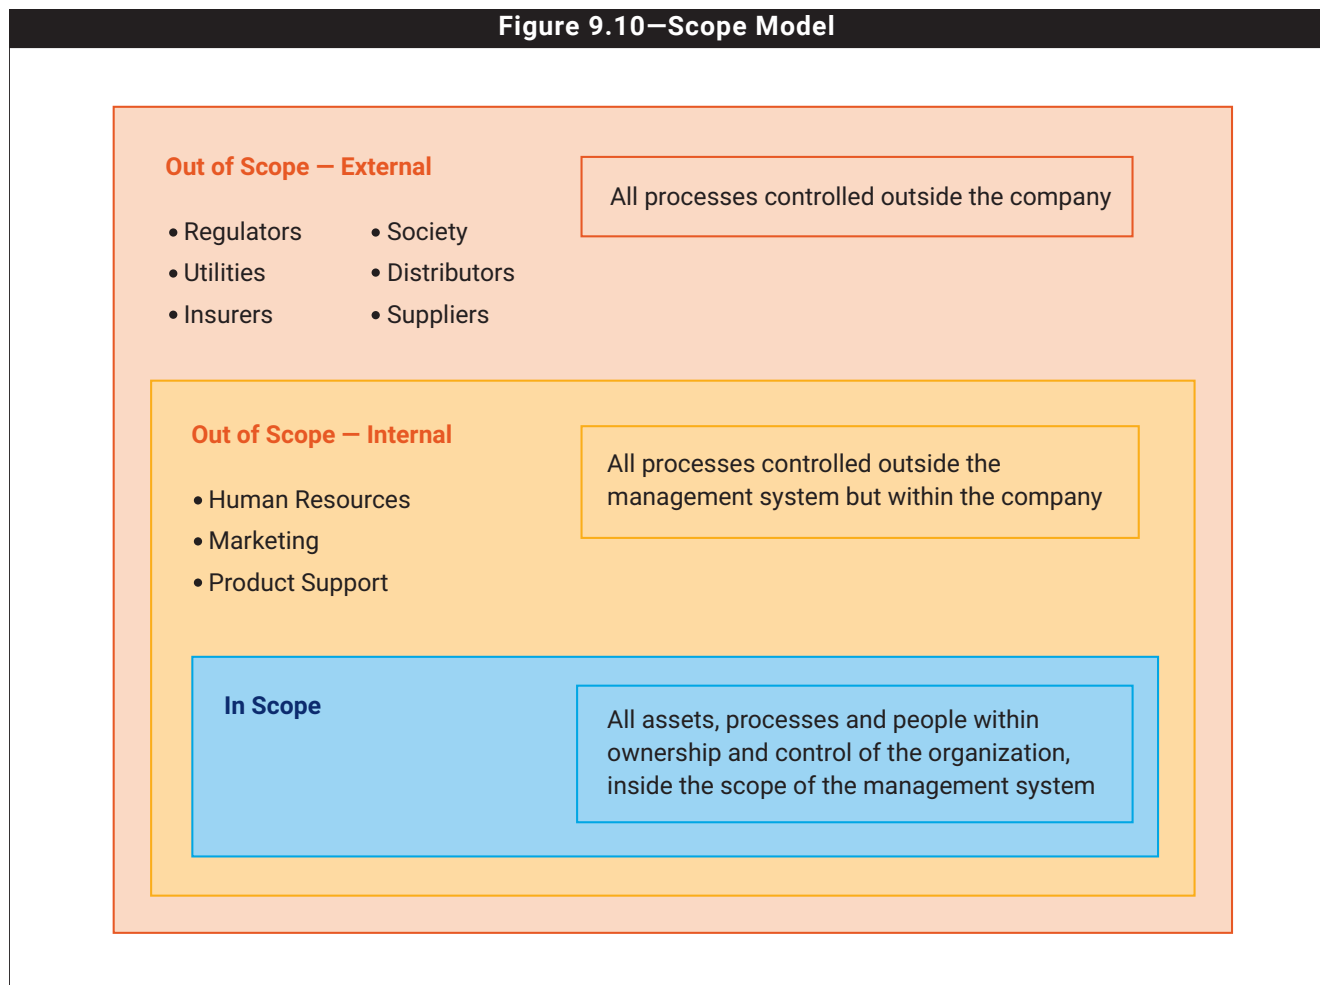 Figure 9.10—Scope Model
Out of Scope — External
All processes controlled outside the company
• Regulators
• Utilities
• Insurers
• Society
• Distributors
• Suppliers
Out of Scope — Internal
All processes controlled outside the
management system but within the company
• Human Resources
• Marketing
• Product Support
In Scope
All assets, processes and people within
ownership and control of the organization,
inside the scope of the management system